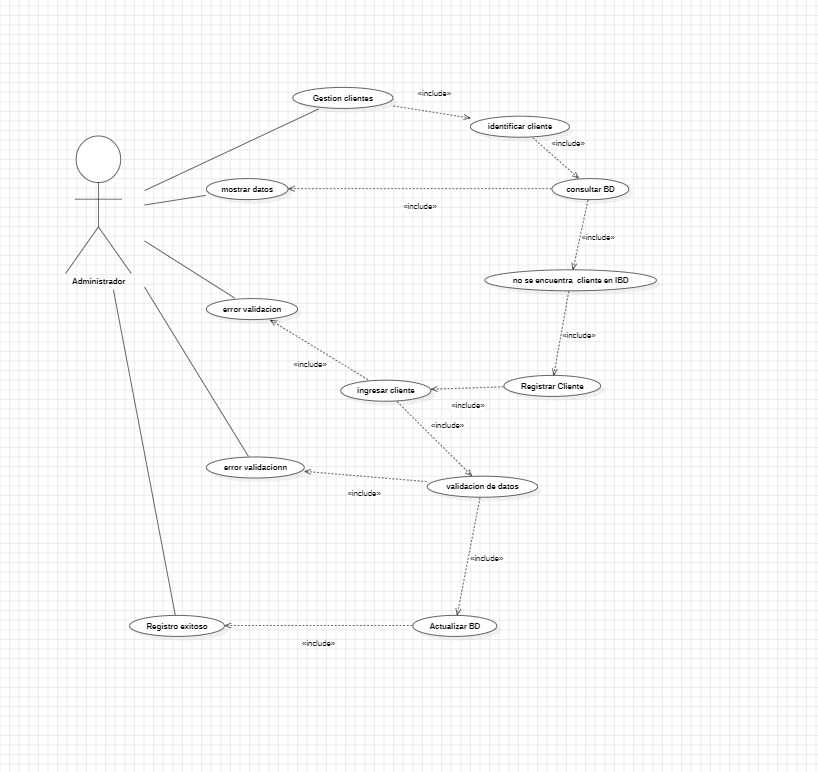 Gestion clientes
«include»
identificar cliente
«include»
mostrar datos
consultar BD
«include»
«include»
Administrador
no se encuentra cliente en IBD
error validacion
«include»
«include»
ingresar cliente
Registrar Cliente
«include»
«include»
error validacionn
validacion de datos
«include»
«include»
Registro exitoso
Actualizar BD
«include»